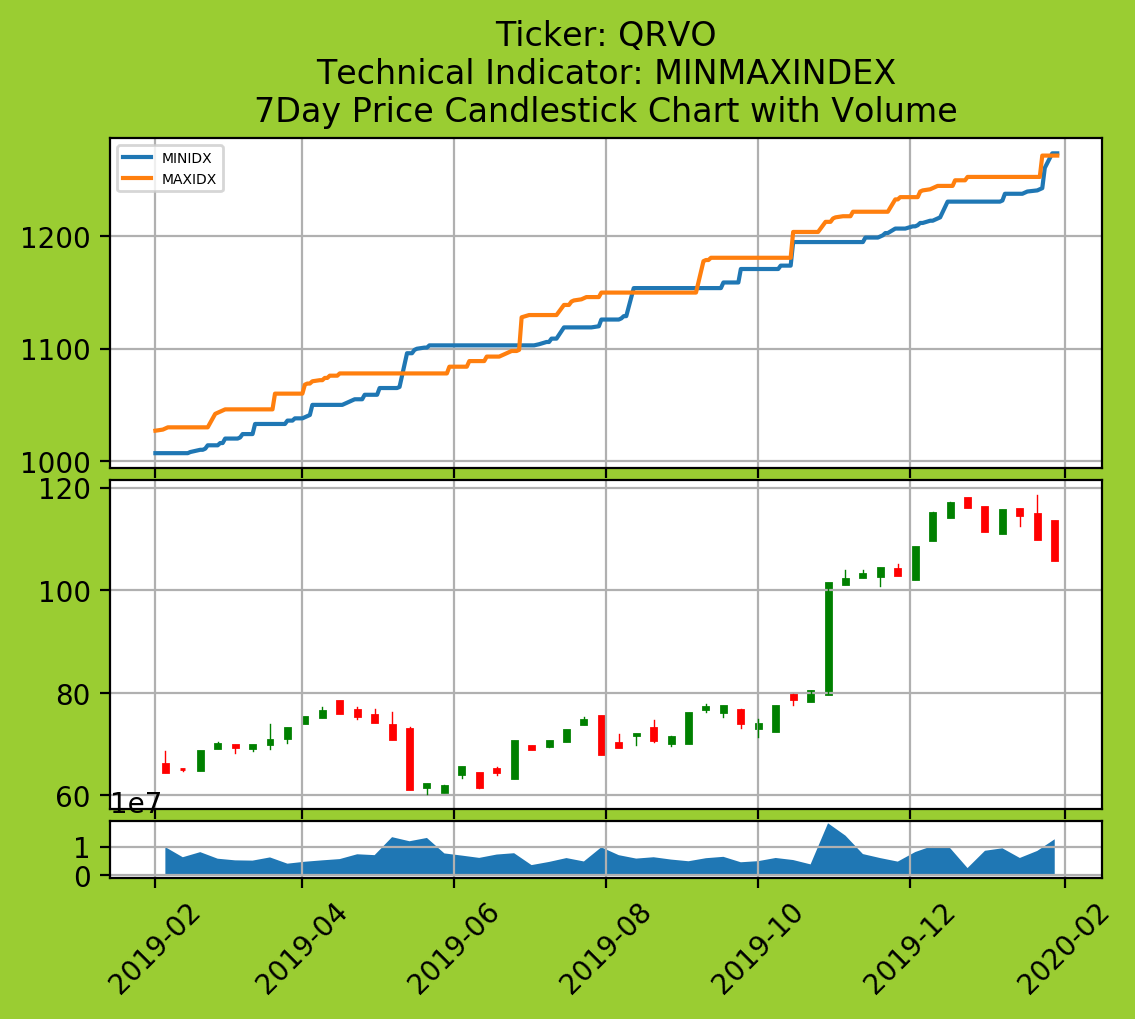 Ticker: QRVO
Technical Indicator: MINMAXINDEX
7Day Price Candlestick Chart with Volume
MINIDX
MAXIDX
1200
1100
1000
120
100
80
60
1e7
1
0
2019-02
2019-04
2019-06
2019-08
2019-10
2019-12
2020-02